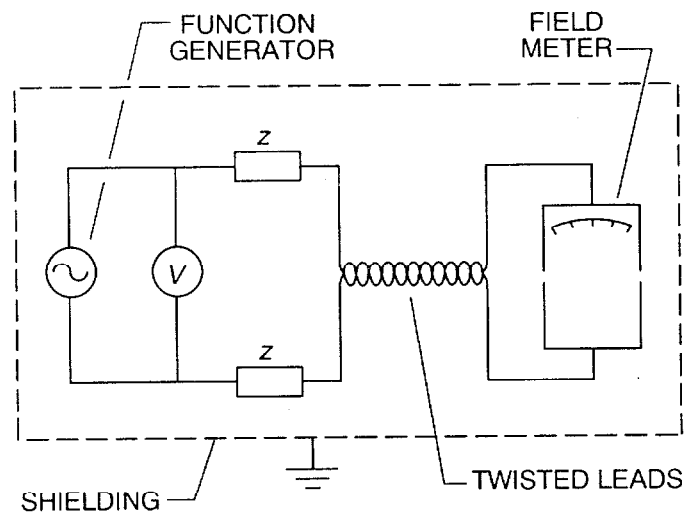 FUNCTION
GENERATOR
FIELD
METER
Z
V
Z
TWISTED LEADS
SHIELDING